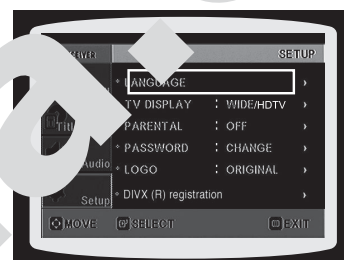 SETUP
LANGUAGE
TV DISPLAY : WIDE/HDTV
PARENTAL : OFF
PASSWORD : CHANGE
LOGO : ORIGINAL
DIVX (R) registration
Title
Audio
Setup
MOVE SELECT EXIT